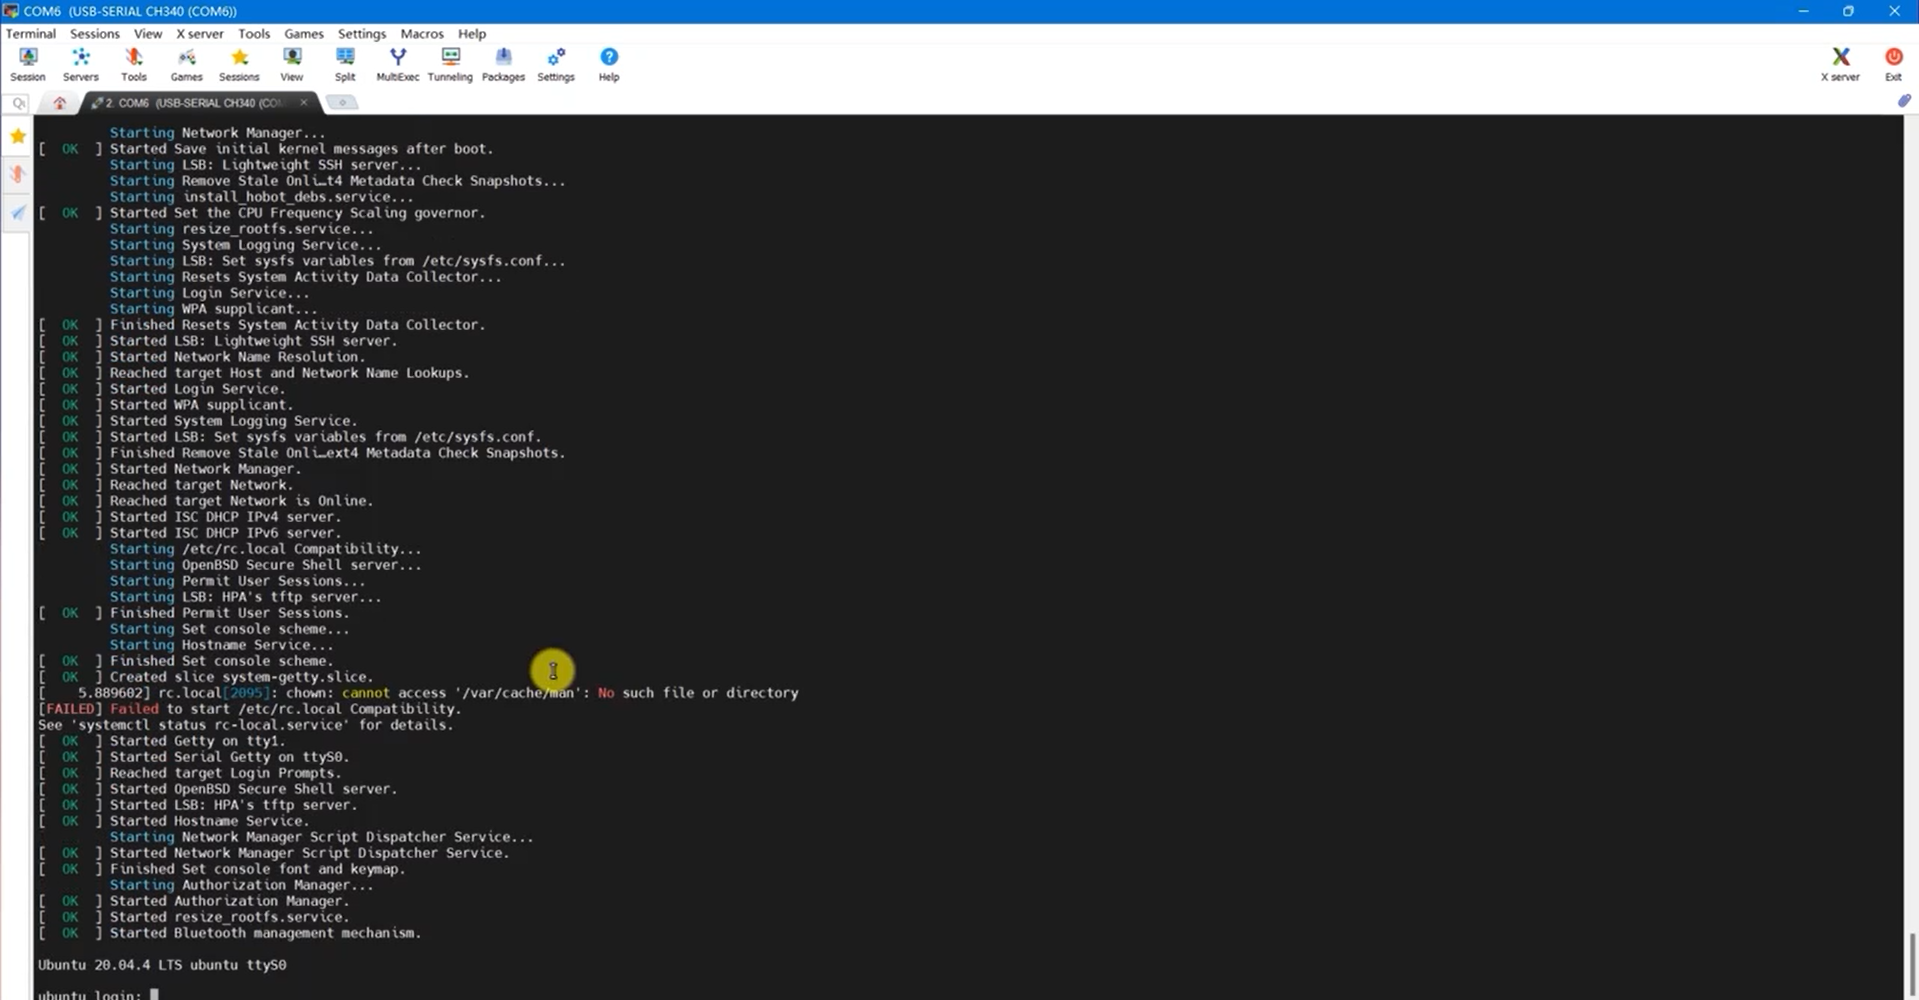 COM6 (USB-SERIAL CH340 (COM6))
Terminal Sessions View X server Tools Games Settings Macros Help
Session Servers Tools Games Sessions View Split MultiExec Tunneling Packages Settings Help X server Exit
2. COM6 (USB-SERIAL CH340 (COM
Starting Network Manager...
[ OK ] Started Save initial kernel messages after boot.
Starting LSB: Lightweight SSH server...
Starting Remove Stale Onli…t4 Metadata Check Snapshots...
Starting install_hobot_debs.service...
[ OK ] Started Set the CPU Frequency Scaling governor.
Starting resize_rootfs.service...
Starting System Logging Service...
Starting LSB: Set sysfs variables from /etc/sysfs.conf...
Starting Resets System Activity Data Collector...
Starting Login Service...
Starting WPA supplicant...
[ OK ] Finished Resets System Activity Data Collector.
[ OK ] Started LSB: Lightweight SSH server.
[ OK ] Started Network Name Resolution.
[ OK ] Reached target Host and Network Name Lookups.
[ OK ] Started Login Service.
[ OK ] Started WPA supplicant.
[ OK ] Started System Logging Service.
[ OK ] Started LSB: Set sysfs variables from /etc/sysfs.conf.
[ OK ] Finished Remove Stale Onli…ext4 Metadata Check Snapshots.
[ OK ] Started Network Manager.
[ OK ] Reached target Network.
[ OK ] Reached target Network is Online.
[ OK ] Started ISC DHCP IPv4 server.
[ OK ] Started ISC DHCP IPv6 server.
Starting /etc/rc.local Compatibility...
Starting OpenBSD Secure Shell server...
Starting Permit User Sessions...
Starting LSB: HPA's tftp server...
[ OK ] Finished Permit User Sessions.
Starting Set console scheme...
Starting Hostname Service...
[ OK ] Finished Set console scheme.
[ OK ] Created slice system-getty.slice.
[ 5.889602] rc.local[2095]: chown: cannot access '/var/cache/man': No such file or directory
[FAILED] Failed to start /etc/rc.local Compatibility.
See 'systemctl status rc-local.service' for details.
[ OK ] Started Getty on tty1.
[ OK ] Started Serial Getty on ttyS0.
[ OK ] Reached target Login Prompts.
[ OK ] Started OpenBSD Secure Shell server.
[ OK ] Started LSB: HPA's tftp server.
[ OK ] Started Hostname Service.
Starting Network Manager Script Dispatcher Service...
[ OK ] Started Network Manager Script Dispatcher Service.
[ OK ] Finished Set console font and keymap.
Starting Authorization Manager...
[ OK ] Started Authorization Manager.
[ OK ] Started resize_rootfs.service.
[ OK ] Started Bluetooth management mechanism.
Ubuntu 20.04.4 LTS ubuntu ttyS0
ubuntu login: